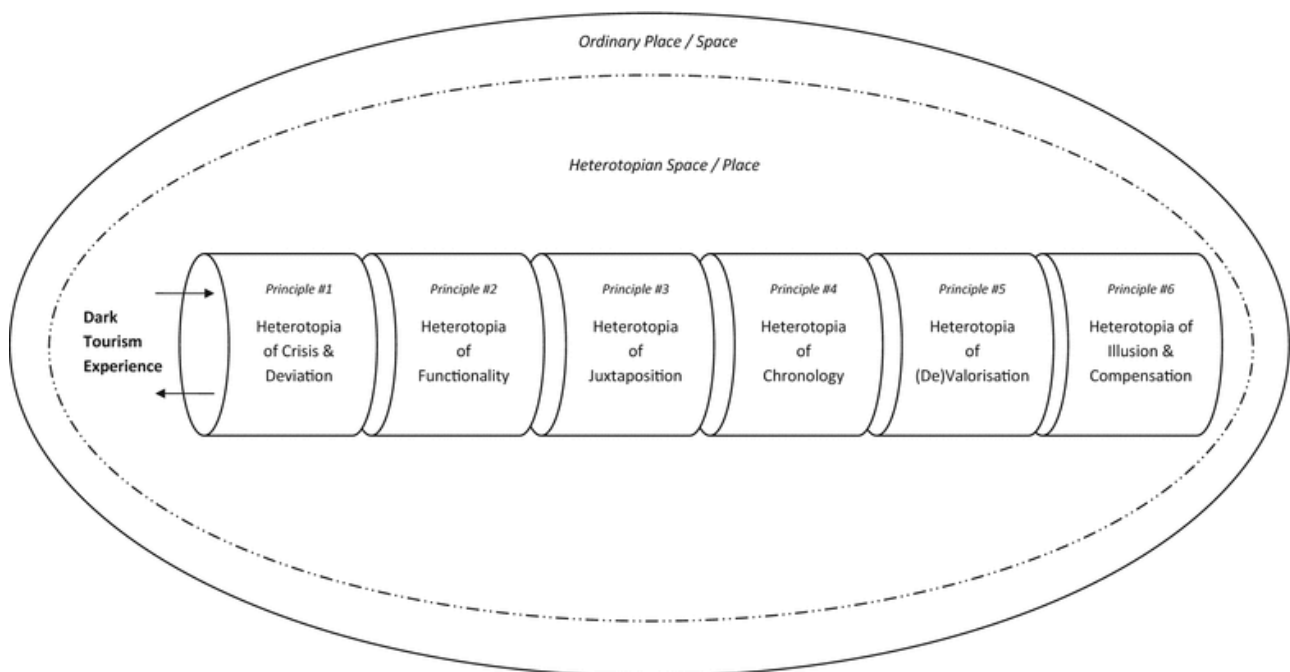 Ordinary Place / Space
Heterotopian Space / Place
Dark
Tourism
Experience
Principle #1
Heterotopia
of Crisis &
Deviation
Principle #2
Heterotopia
of
Functionality
Principle #3
Heterotopia
of
Juxtaposition
Principle #4
Heterotopia
of
Chronology
Principle #5
Heterotopia
of
(De)Valorisation
Principle #6
Heterotopia of
Illusion &
Compensation